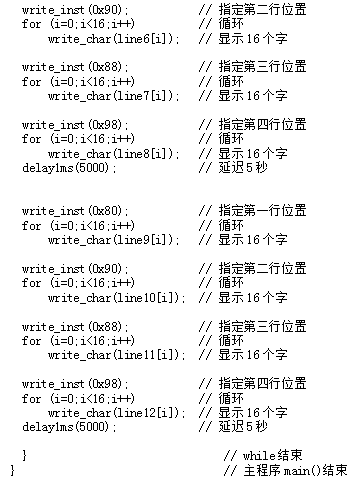 write_inst(0x90);          // 指定第二行位置
for (i=0;i<16;i++)         // 循环
    write_char(line6[i]);  // 显示16个字
write_inst(0x88);          // 指定第三行位置
for (i=0;i<16;i++)         // 循环
    write_char(line7[i]);  // 显示16个字
write_inst(0x98);          // 指定第四行位置
for (i=0;i<16;i++)         // 循环
    write_char(line8[i]);  // 显示16个字
delay1ms(5000);            // 延迟5秒
write_inst(0x80);          // 指定第一行位置
for (i=0;i<16;i++)         // 循环
    write_char(line9[i]);  // 显示16个字
write_inst(0x90);          // 指定第二行位置
for (i=0;i<16;i++)         // 循环
    write_char(line10[i]); // 显示16个字
write_inst(0x88);          // 指定第三行位置
for (i=0;i<16;i++)         // 循环
    write_char(line11[i]); // 显示16个字
write_inst(0x98);          // 指定第四行位置
for (i=0;i<16;i++)         // 循环
    write_char(line12[i]); // 显示16个字
delay1ms(5000);            // 延迟5秒
}                              // while结束
}                                // 主程序main()结束